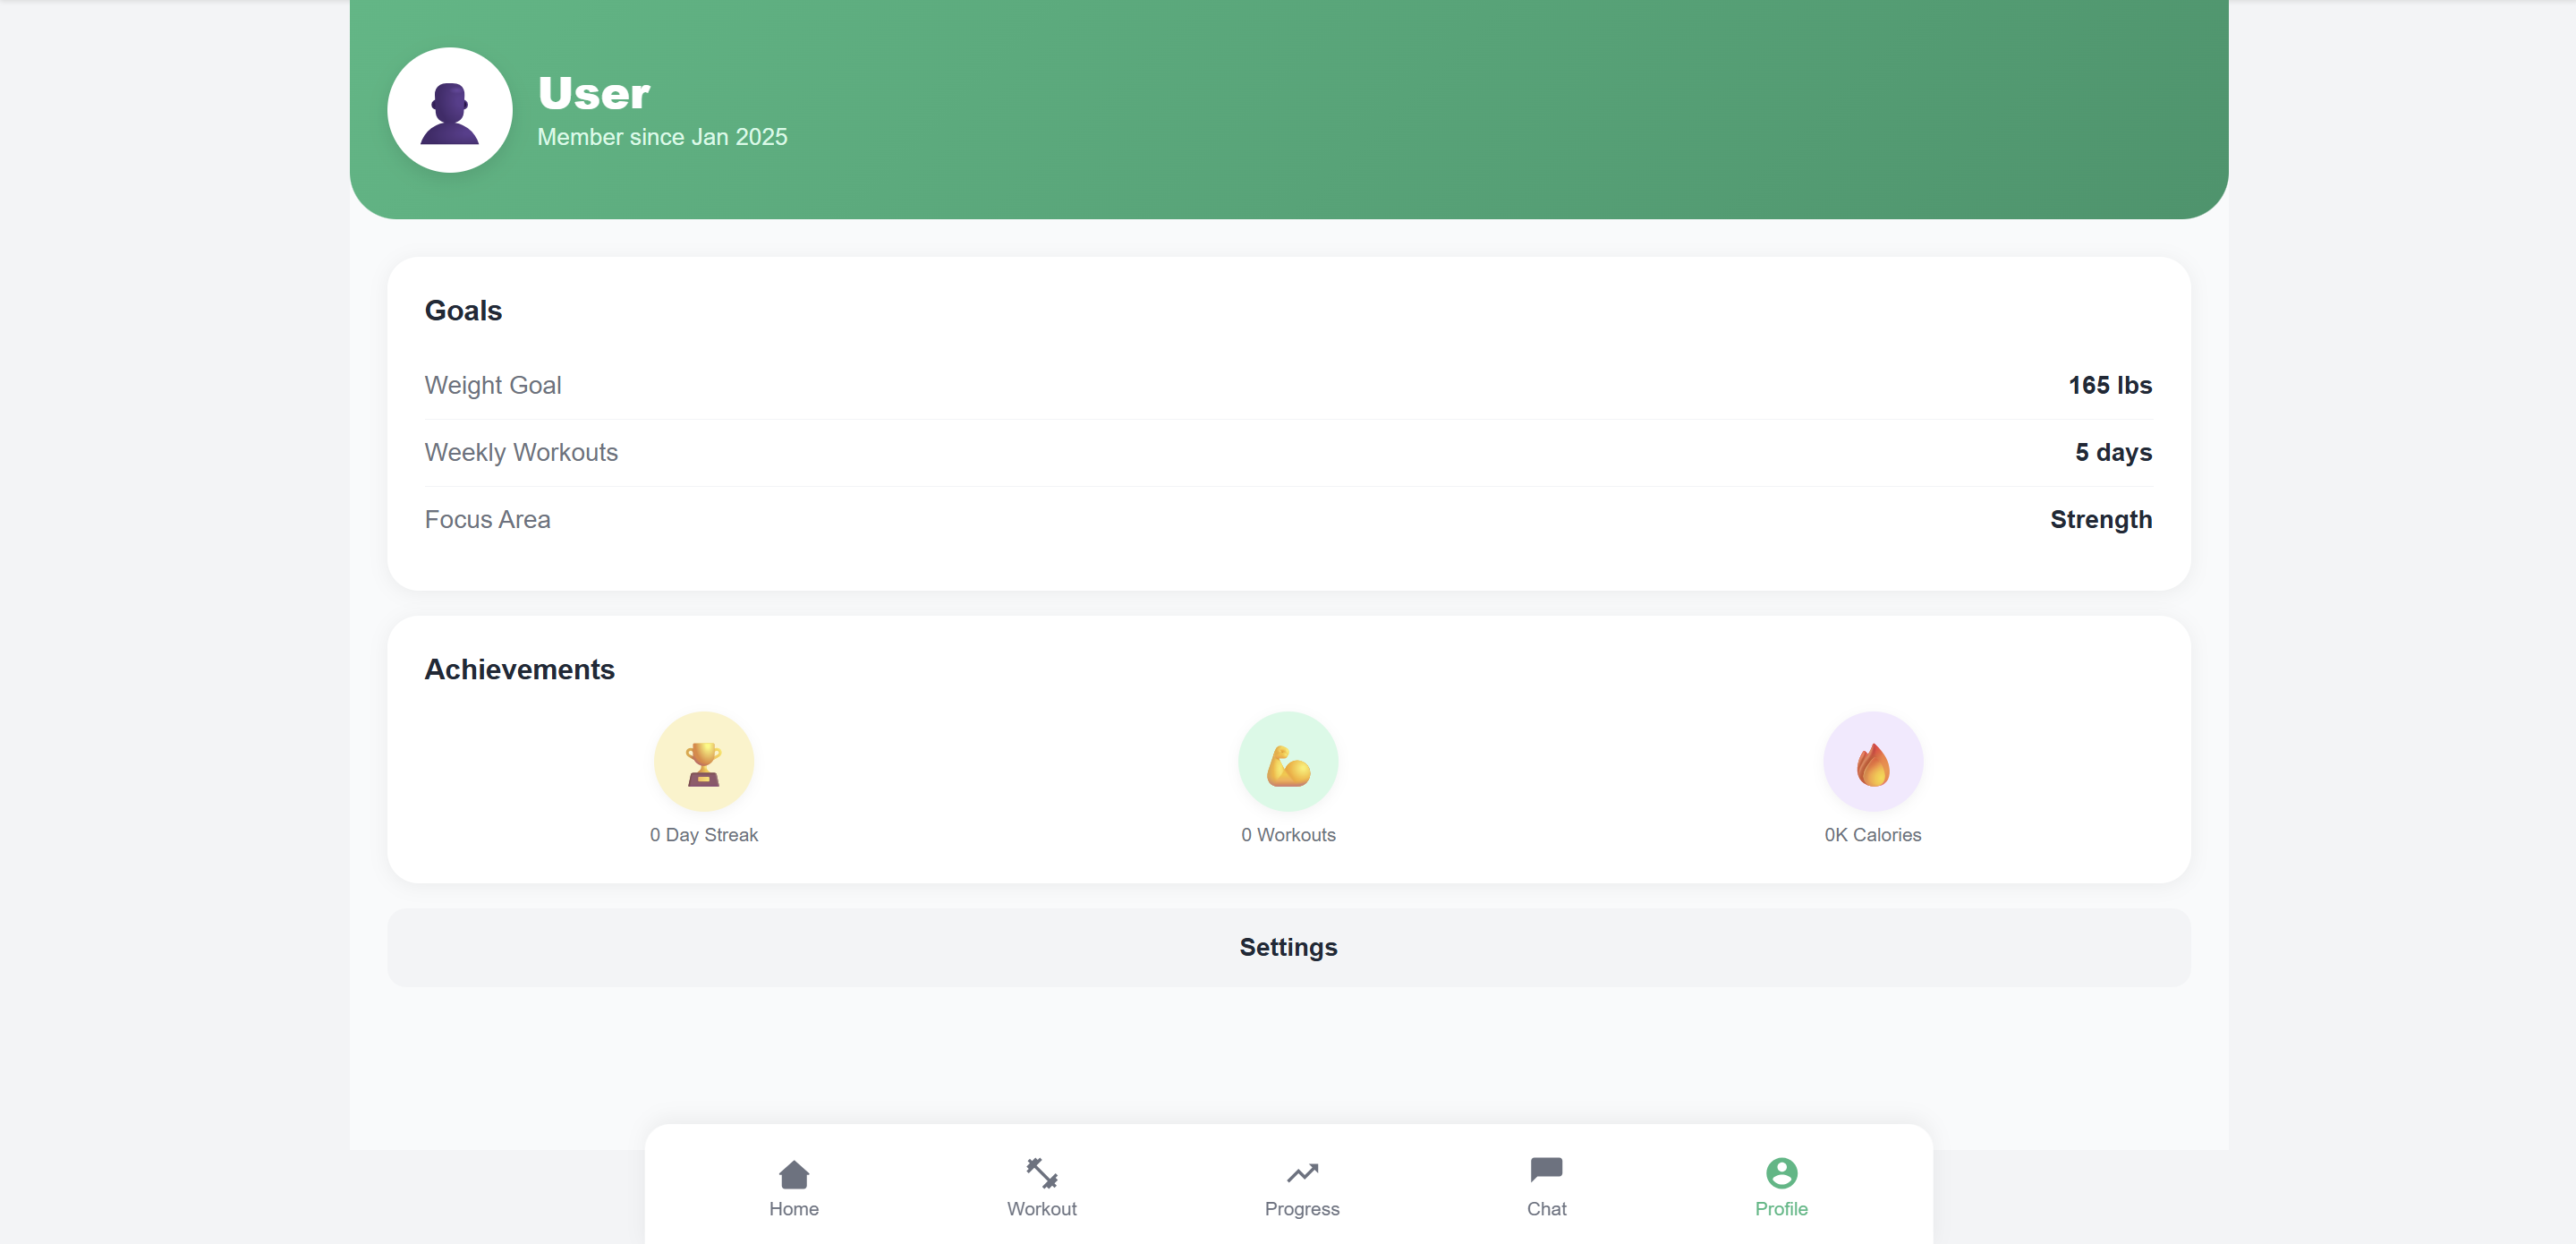 User
Member since Jan 2025
Goals
Weight Goal 165 lbs
Weekly Workouts 5 days
Focus Area Strength
Achievements
0 Day Streak 0 Workouts 0K Calories
Settings
Home Workout Progress Chat Profile